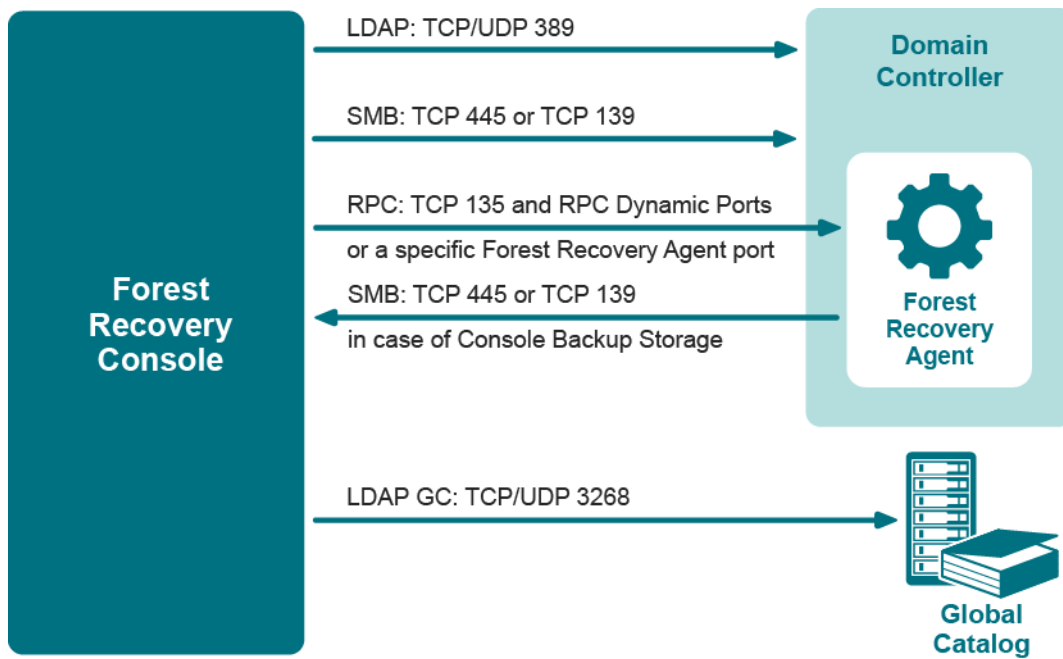 LDAP: TCP/UDP 389
Domain
Controller
SMB: TCP 445 or TCP 139
RPC: TCP 135 and RPC Dynamic Ports
or a specific Forest Recovery Agent port
Forest
Recovery
Console
SMB: TCP 445 or TCP 139
in case of Console Backup Storage
Forest
Recovery
Agent
LDAP GC: TCP/UDP 3268
Global
Catalog